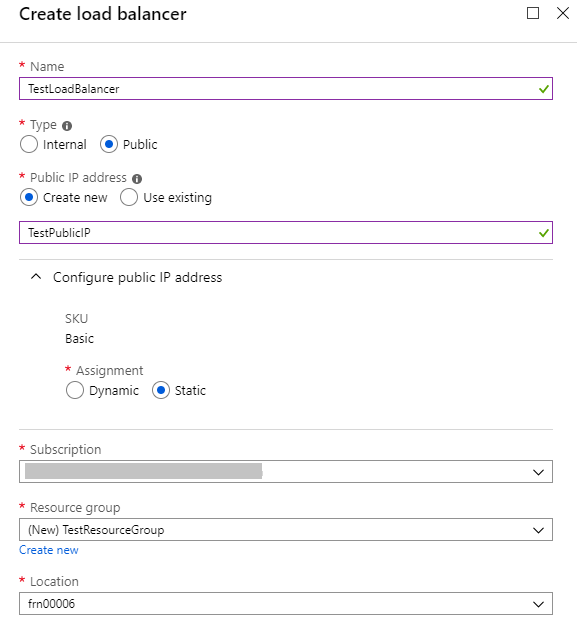 Create load balancer
* Name
TestLoadBalancer
* Type
Internal Public
* Public IP address
Create new Use existing
TestPublicIP
Configure public IP address
SKU
Basic
* Assignment
Dynamic Static
* Subscription
* Resource group
(New) TestResourceGroup
Create new
* Location
frn00006